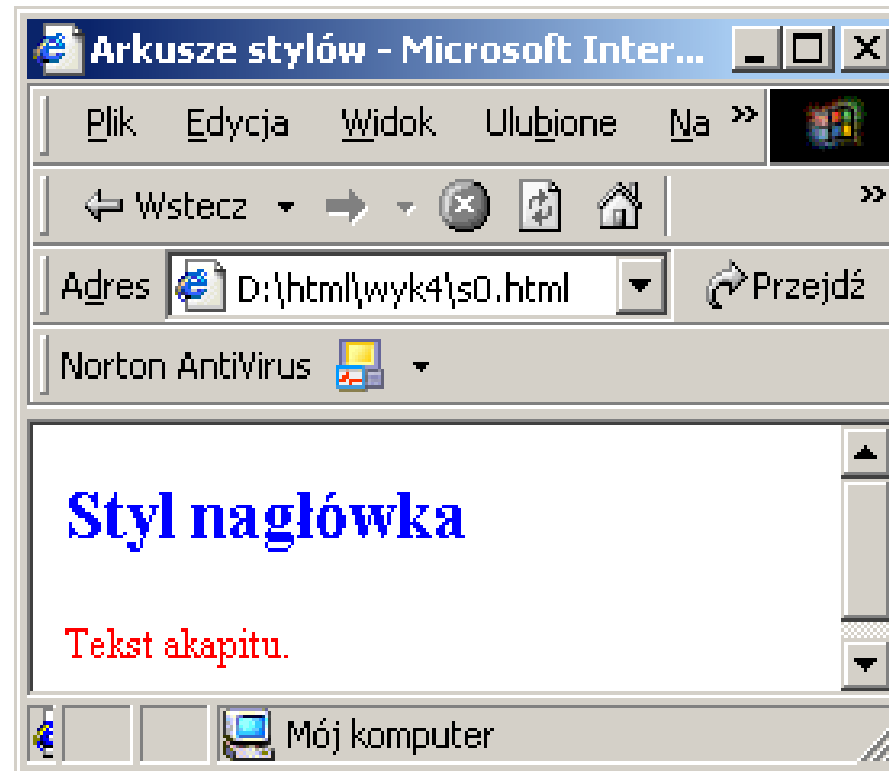 Arkusze stylów - Microsoft Inter...
Plik Edycja Widok Ulubione Na »
Wstecz »
Adres D:\html\wyk4\s0.html Przejdź
Norton AntiVirus
Styl nagłówka
Tekst akapitu.
Mój komputer